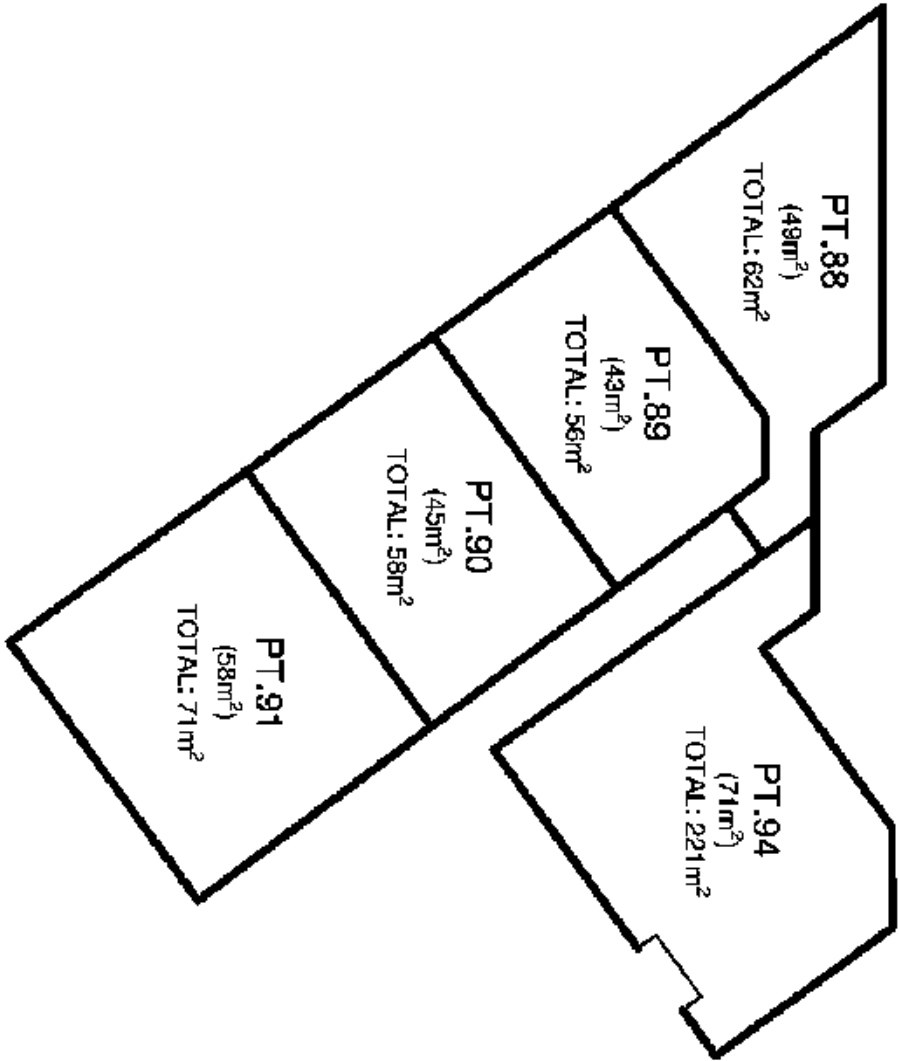 PT.88
(49m²)
TOTAL: 62m²
PT.89
(43m²)
TOTAL: 56m²
PT.90
(45m²)
TOTAL: 58m²
PT.91
(58m²)
TOTAL: 71m²
PT.94
(71m²)
TOTAL: 221m²